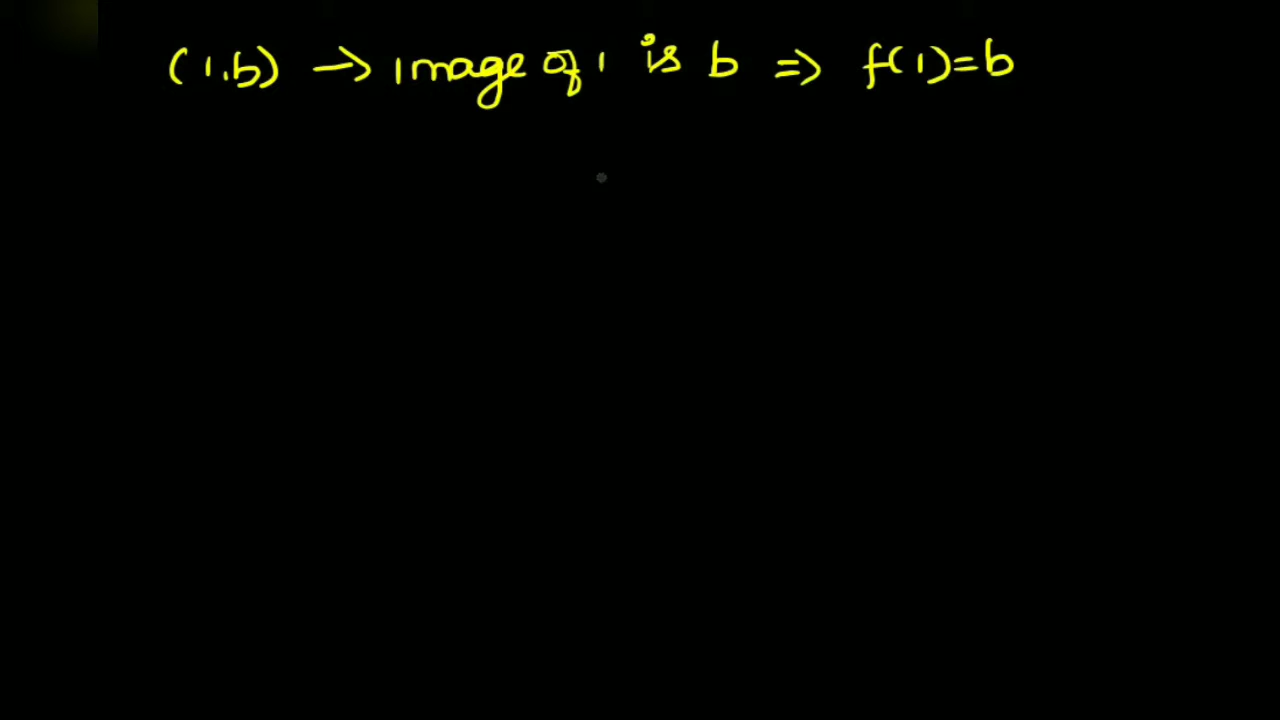 (1,b) → image of 1 is b ⇒ f(1)=b